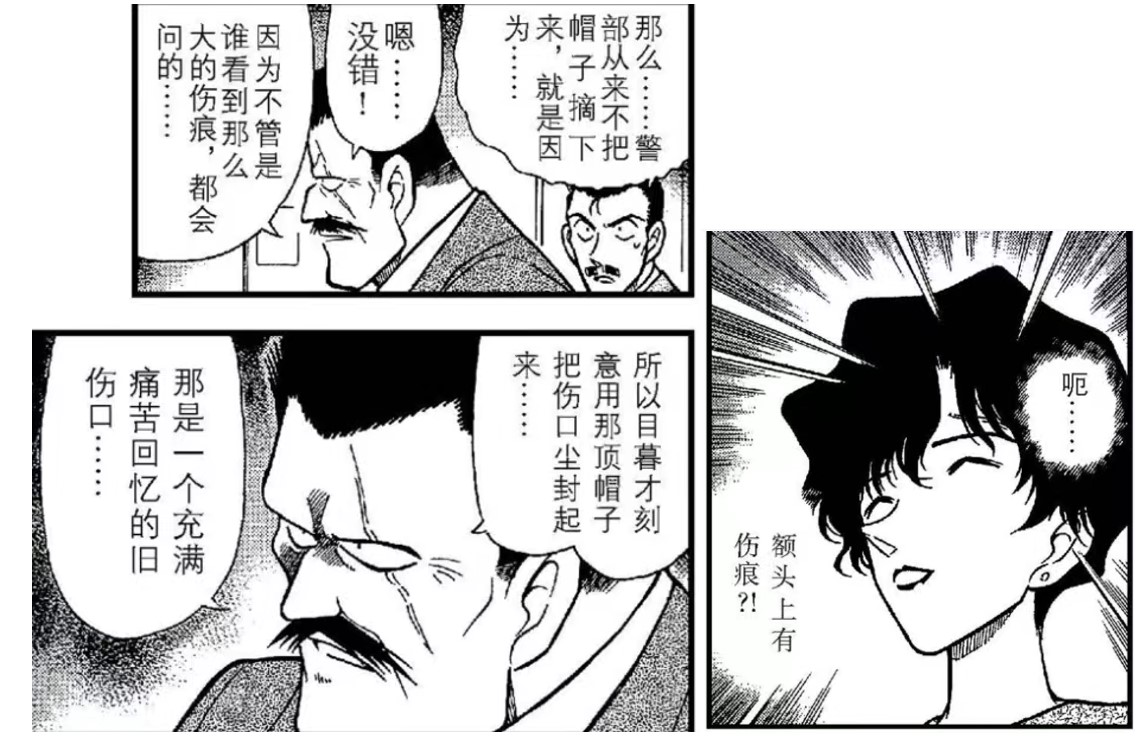 那么……警
部从来不把
帽子摘下
来，就是因
为……
嗯……
没错！
因为不管是
谁看到那么
大的伤痕，都会
问的……
所以目暮才刻
意用那顶帽子
把伤口尘封起
来……
那是一个充满
痛苦回忆的旧
伤口……
呃……
额头上有
伤痕?!